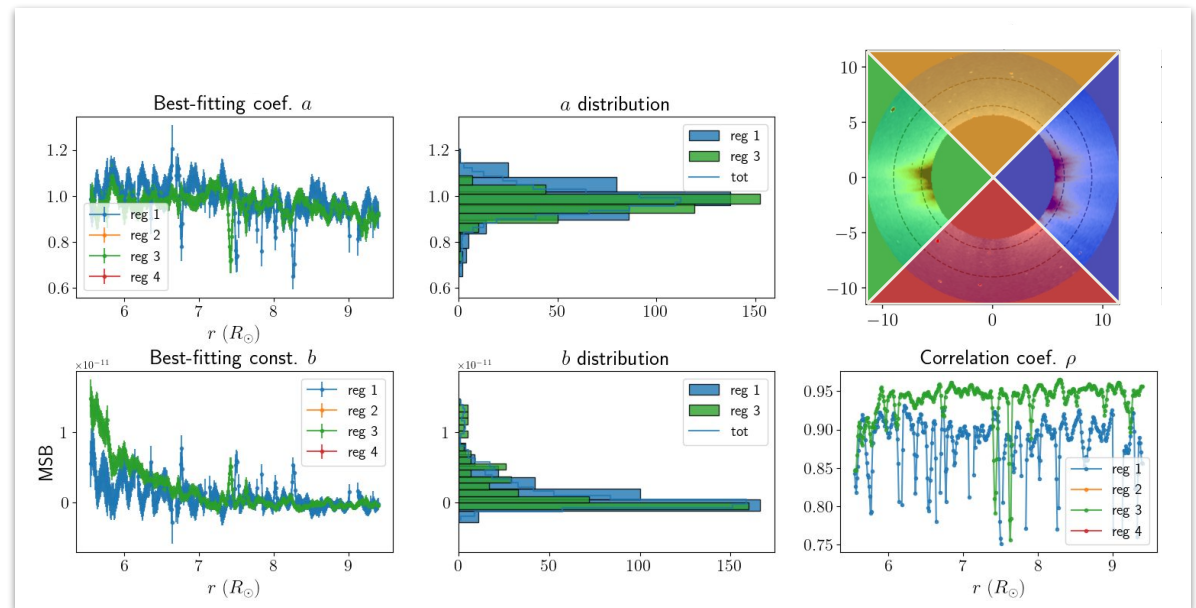 Best-fitting coef. a
1.2
1.0
0.8
0.6
reg 1
reg 2
reg 3
reg 4
6
7
8
9
r (R☉)
a distribution
1.2
1.0
0.8
0.6
reg 1
reg 3
tot
0
50
100
150
10
5
0
−5
−10
−10
0
10
Best-fitting const. b
×10⁻¹¹
MSB
1
0
reg 1
reg 2
reg 3
reg 4
6
7
8
9
r (R☉)
b distribution
×10⁻¹¹
1
0
reg 1
reg 3
tot
0
50
100
150
Correlation coef. ρ
0.95
0.90
0.85
0.80
0.75
reg 1
reg 2
reg 3
reg 4
6
7
8
9
r (R☉)